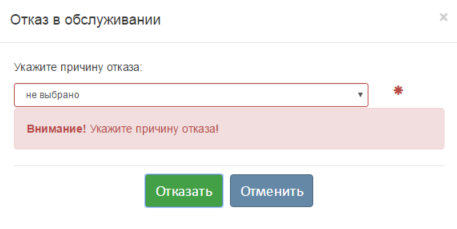 Отказ в обслуживании ×
Укажите причину отказа:
не выбрано
Внимание! Укажите причину отказа!
Отказать Отменить